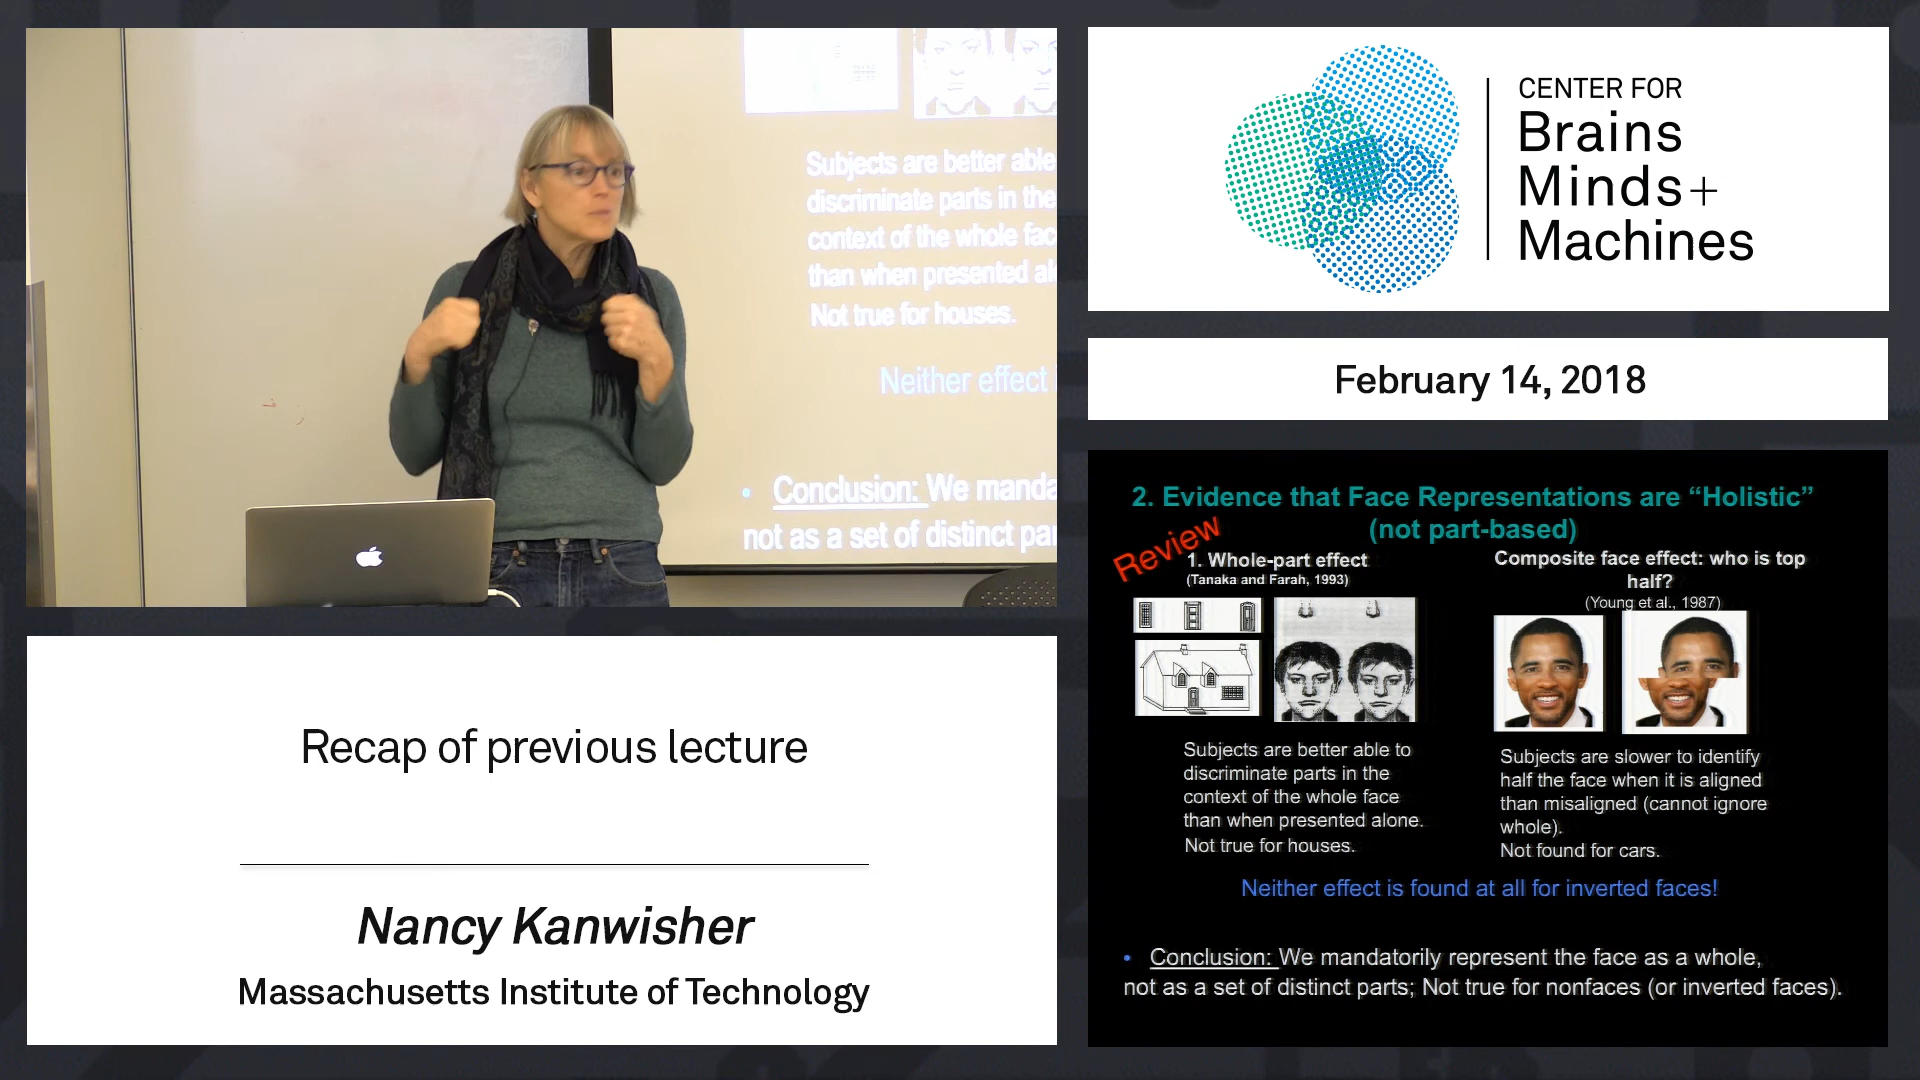 Subjects are better able
discriminate parts in the
context of the whole fac
than when presented al
Not true for houses.
Neither effect
• Conclusion: We manda
not as a set of distinct pa
CENTER FOR
Brains
Minds+
Machines
February 14, 2018
Recap of previous lecture
Nancy Kanwisher
Massachusetts Institute of Technology
2. Evidence that Face Representations are “Holistic”
(not part-based)
Review
1. Whole-part effect
(Tanaka and Farah, 1993)
Subjects are better able to
discriminate parts in the
context of the whole face
than when presented alone.
Not true for houses.
Composite face effect: who is top
half?
(Young et al., 1987)
Subjects are slower to identify
half the face when it is aligned
than misaligned (cannot ignore
whole).
Not found for cars.
Neither effect is found at all for inverted faces!
• Conclusion: We mandatorily represent the face as a whole,
not as a set of distinct parts; Not true for nonfaces (or inverted faces).